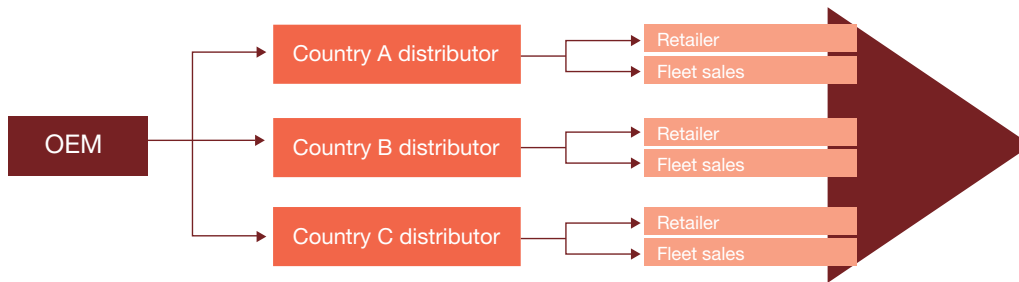 OEM
Country A distributor
Retailer
Fleet sales
Country B distributor
Retailer
Fleet sales
Country C distributor
Retailer
Fleet sales